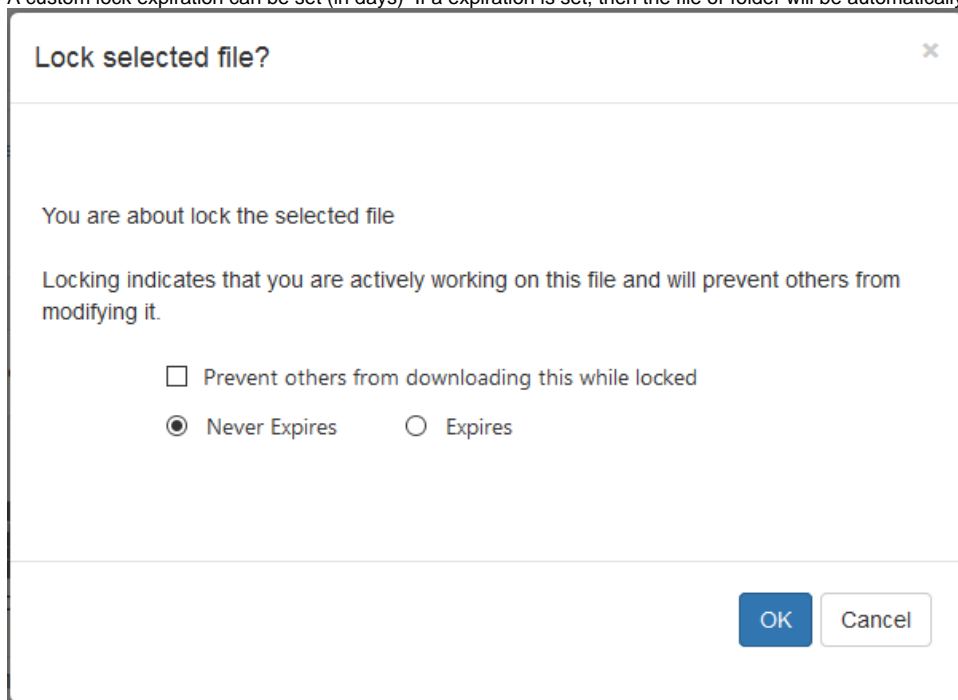 A custom lock expiration can be set (in days) If a expiration is set, then the file or folder will be automatically
Lock selected file?
×
You are about lock the selected file
Locking indicates that you are actively working on this file and will prevent others from
modifying it.
Prevent others from downloading this while locked
Never Expires Expires
OK Cancel